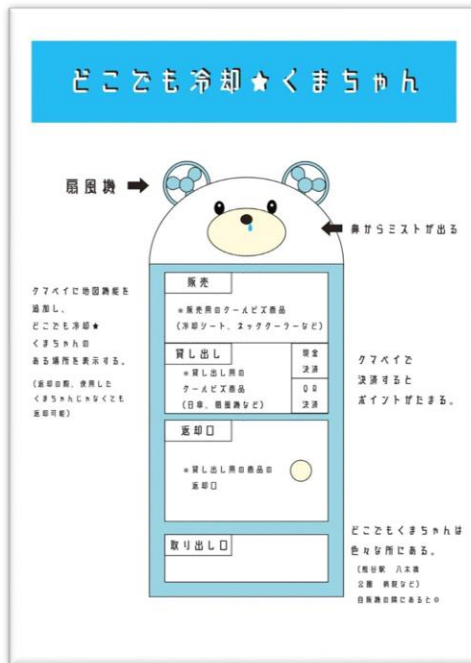 どこでも冷却★くまちゃん
扇風機
鼻からミストが出る
クマペイに地図機能を
追加し、
どこでも冷却★
くまちゃんの
ある場所を表示する。
(返却の際、使用した
くまちゃんじゃなくても
返却可能)
販売
*販売用のクールビズ商品
(冷却シート、ネッククーラーなど)
貸し出し
*貸し出し用の
クールビズ商品
(日傘、扇風機など)
現金
決済
QR
決済
クマペイで
決済すると
ポイントがたまる。
返却口
*貸し出し用の商品の
返却口
取り出し口
どこでもくまちゃんは
色々な所にある。
(熊谷駅 八木橋
公園 病院など)
自販機の隣にあると◎